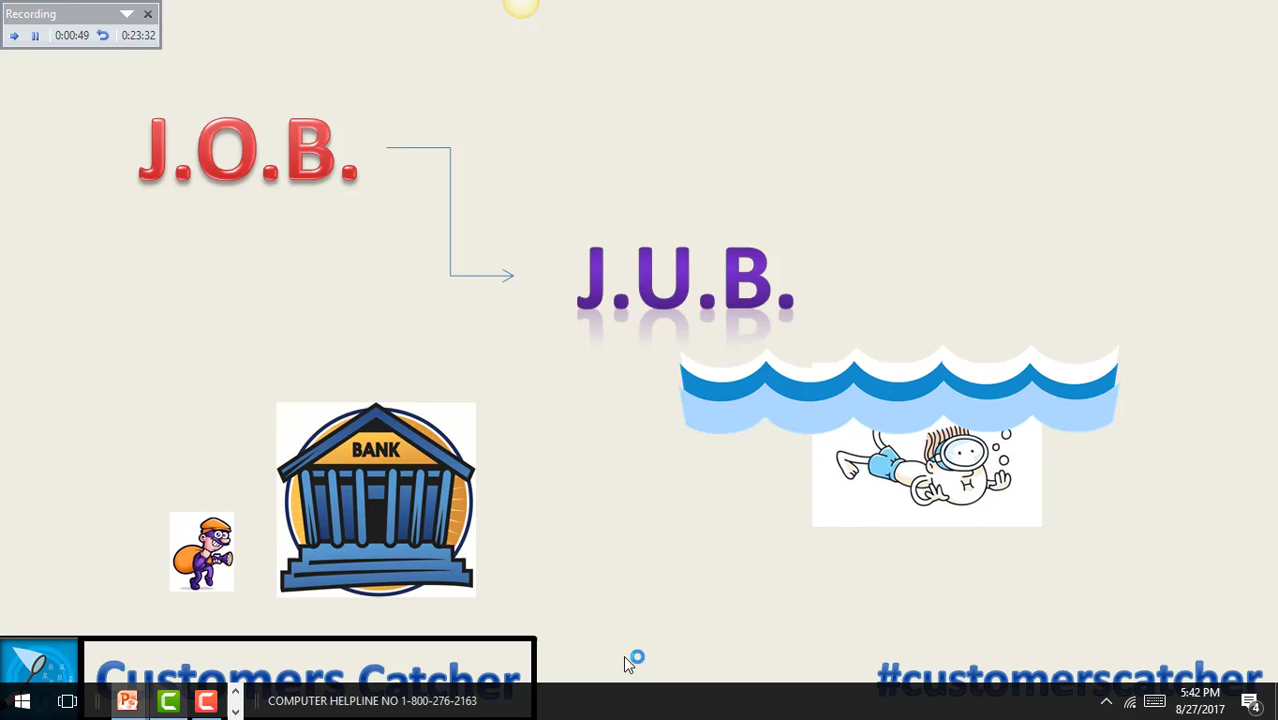 Recording
0:00:49 0:23:32
J.O.B.
J.U.B.
BANK
Customers Catcher
#customerscatcher
COMPUTER HELPLINE NO 1-800-276-2163
5:42 PM
8/27/2017
4